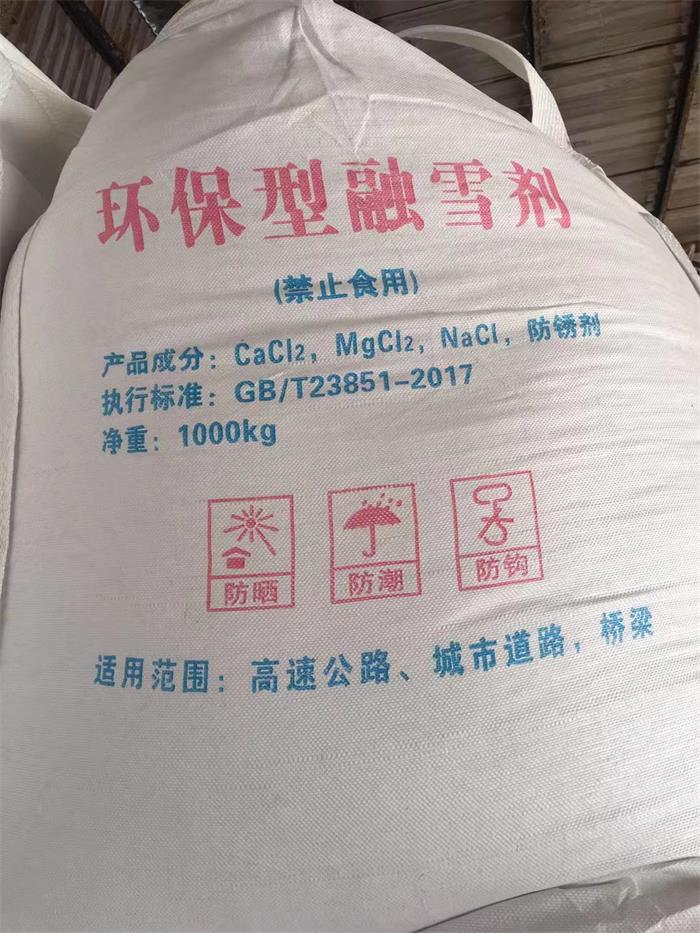 环保型融雪剂
(禁止食用)
产品成分：CaCl2，MgCl2，NaCl，防锈剂
执行标准：GB/T23851-2017
净重：1000kg
防晒 防潮 防钩
适用范围：高速公路、城市道路，桥梁